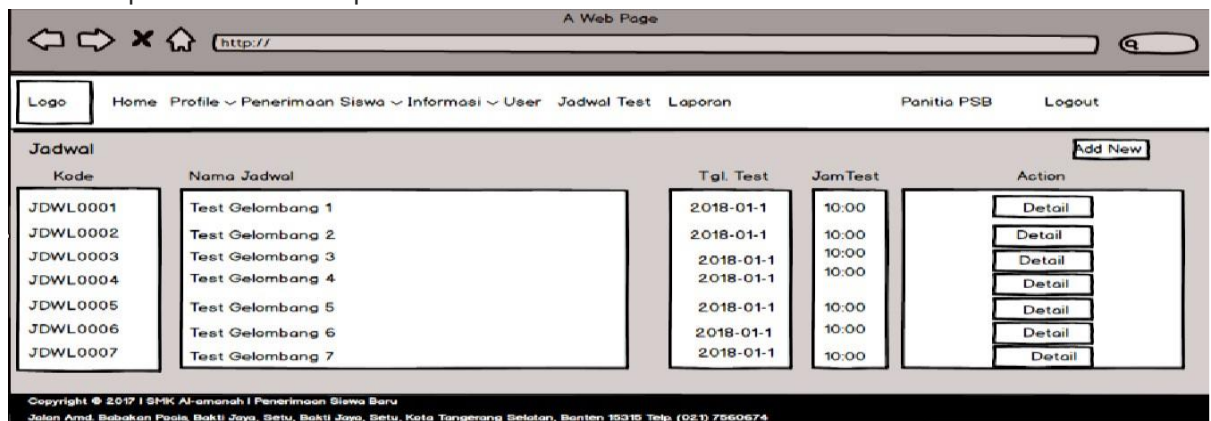 A Web Page
http://
Logo Home Profile Penerimaan Siswa Informasi User Jadwal Test Laporan Panitia PSB Logout
Jadwal Add New
Kode Nama Jadwal Tgl. Test JamTest Action
JDWL0001 Test Gelombang 1 2018-01-1 10:00 Detail
JDWL0002 Test Gelombang 2 2018-01-1 10:00 Detail
JDWL0003 Test Gelombang 3 2018-01-1 10:00 Detail
JDWL0004 Test Gelombang 4 2018-01-1 10:00 Detail
JDWL0005 Test Gelombang 5 2018-01-1 10:00 Detail
JDWL0006 Test Gelombang 6 2018-01-1 10:00 Detail
JDWL0007 Test Gelombang 7 2018-01-1 10:00 Detail
Copyright © 2017 | SMK Al-amanah | Penerimaan Siswa Baru
Jalan Amd. Babakan Bakti Jaya, Setu, Bakti Jaya, Setu, Kota Tangerang Selatan, Banten 15315 Telp. (021) 7560674